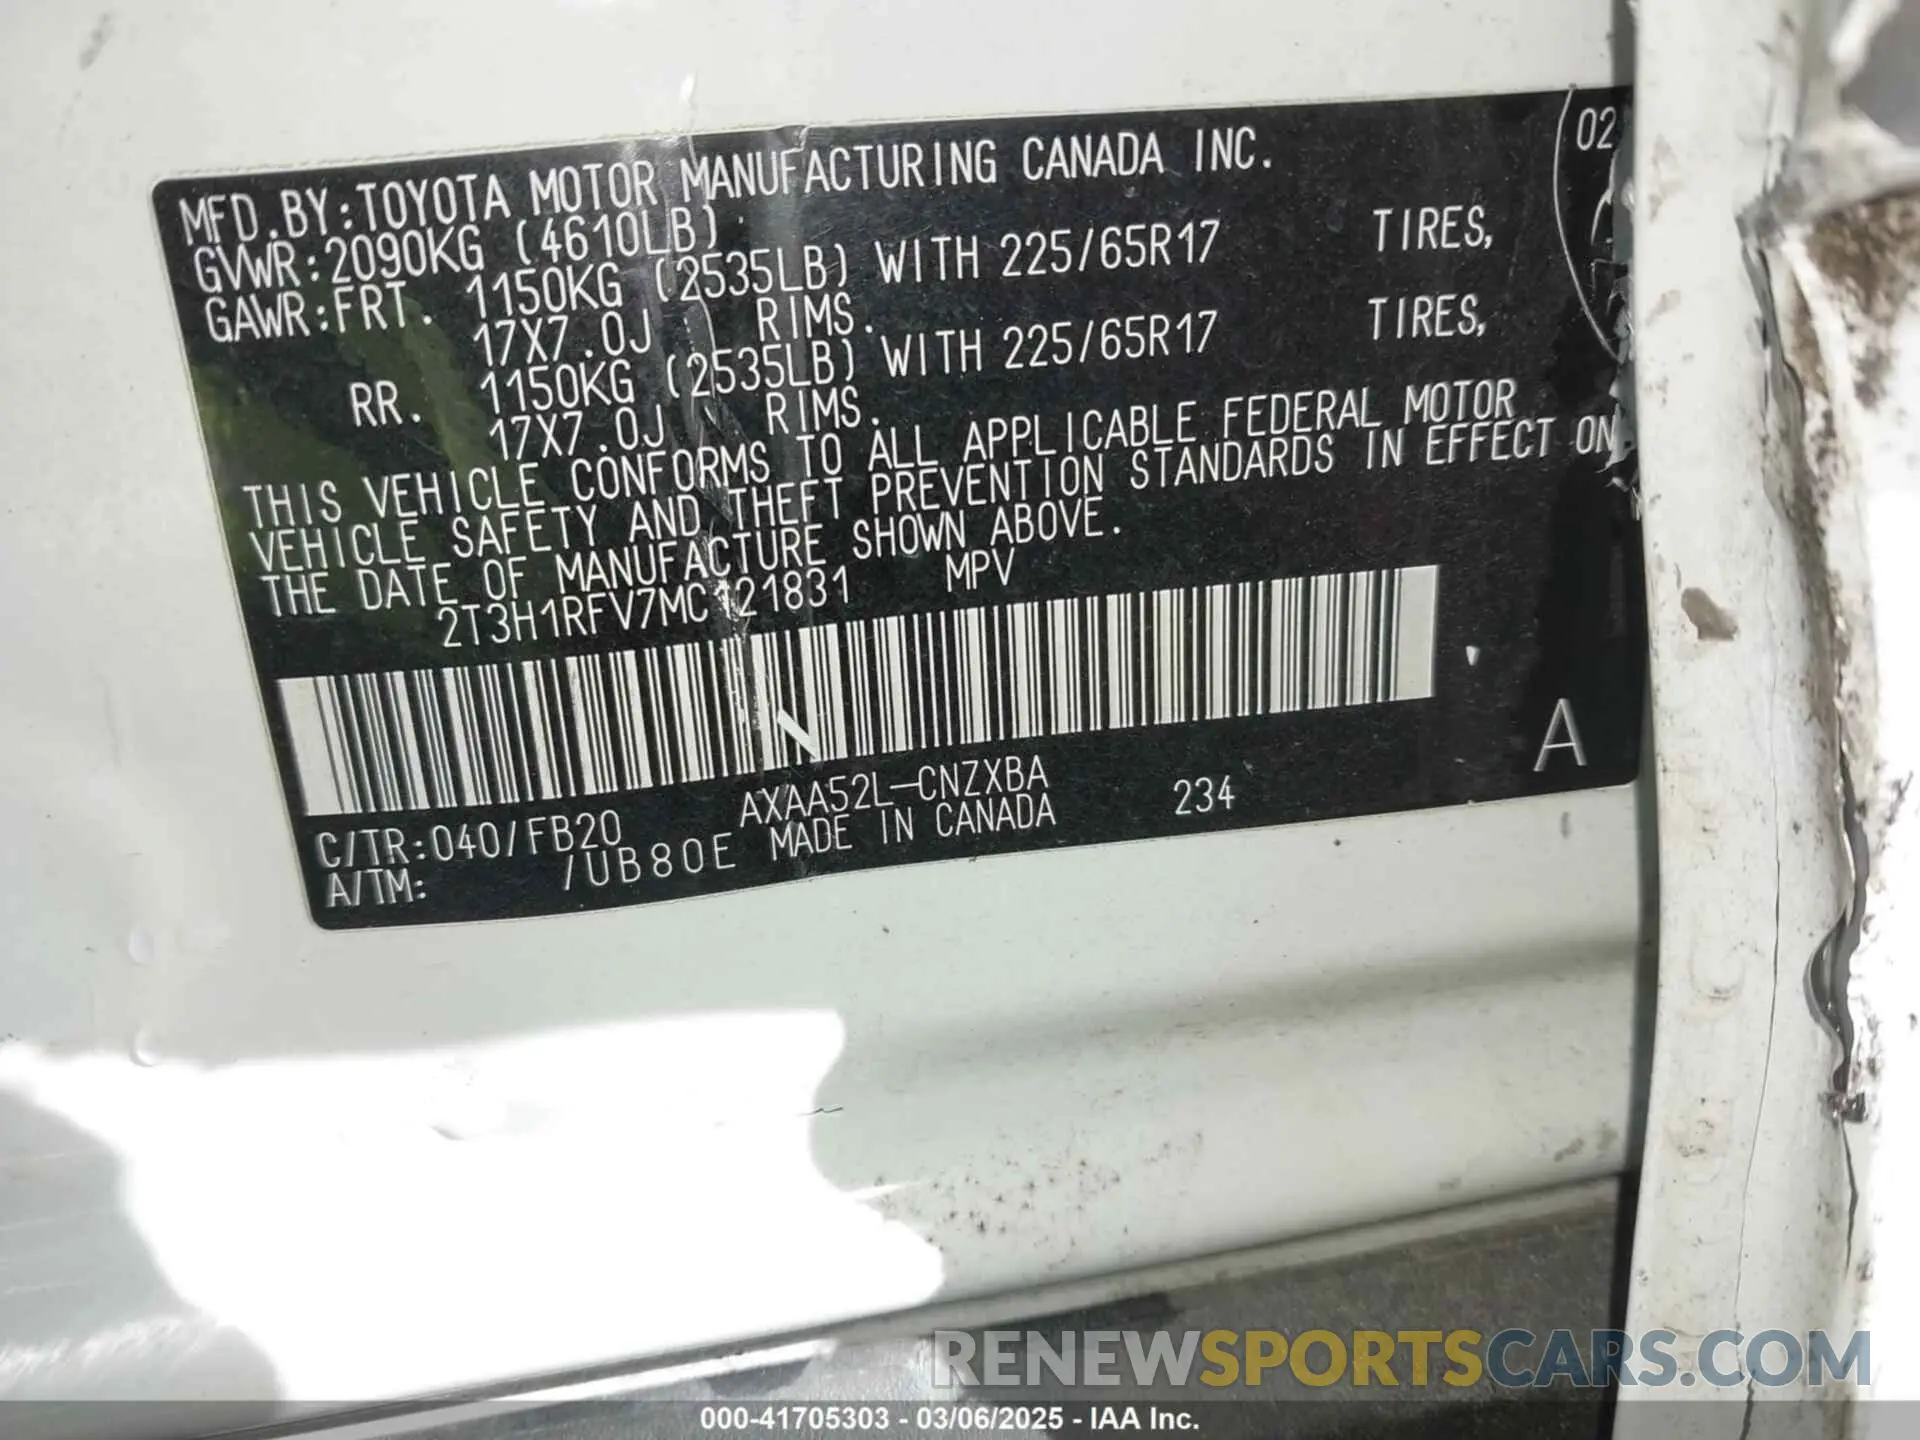 MFD.BY:TOYOTA MOTOR MANUFACTURING CANADA INC. 02
GVWR:2090KG (4610LB)
GAWR:FRT. 1150KG (2535LB) WITH 225/65R17 TIRES,
17X7.0J RIMS.
RR. 1150KG (2535LB) WITH 225/65R17 TIRES,
17X7.0J RIMS.
THIS VEHICLE CONFORMS TO ALL APPLICABLE FEDERAL MOTOR
VEHICLE SAFETY AND THEFT PREVENTION STANDARDS IN EFFECT ON
THE DATE OF MANUFACTURE SHOWN ABOVE.
2T3H1RFV7MC121831 MPV
A
C/TR:040/FB20 AXAA52L-CNZXBA 234
A/TM: /UB80E MADE IN CANADA
RENEWSPORTSCARS.COM
000-41705303 - 03/06/2025 - IAA Inc.